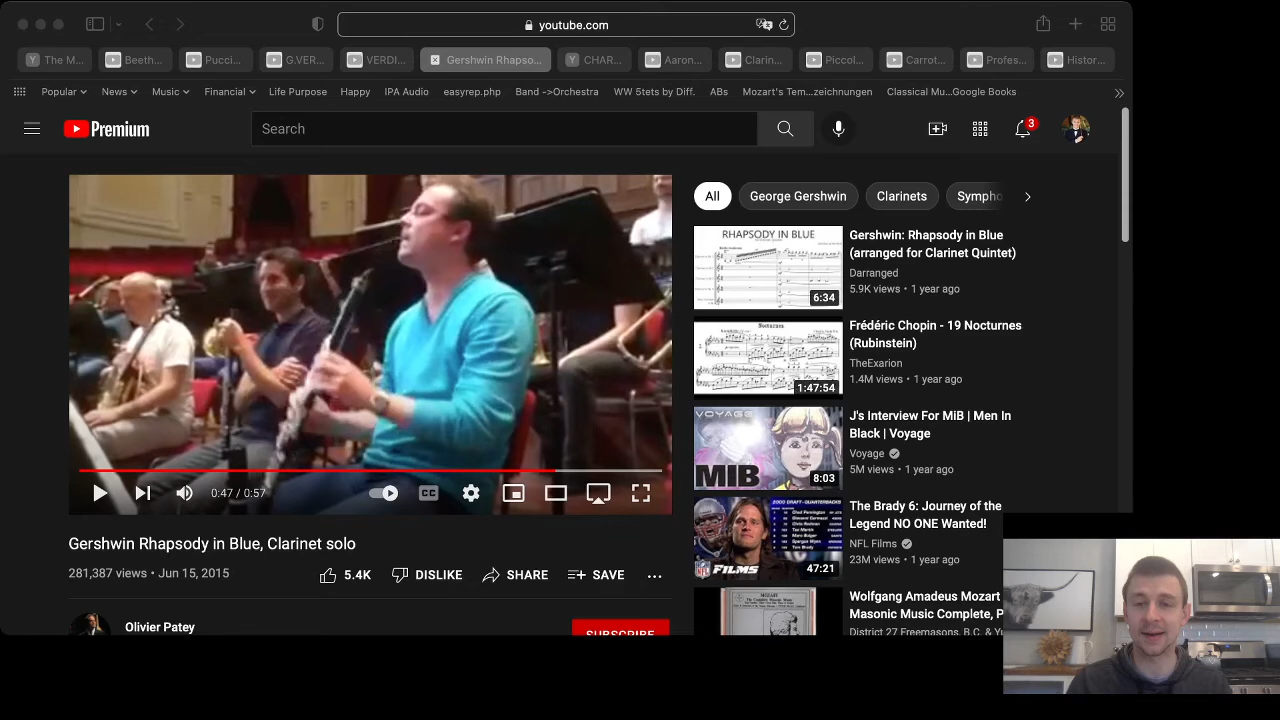 youtube.com
The M...
Beeth...
Pucci...
G.VER...
VERDI...
Gershwin Rhapso...
CHAR...
Aaron...
Clarin...
Piccol...
Carrot...
Profes...
Histor...
Popular
News
Music
Financial
Life Purpose
Happy
IPA Audio
easyrep.php
Band ->Orchestra
WW 5tets by Diff.
ABs
Mozart's Tem...zeichnungen
Classical Mu...Google Books
Premium
Search
3
All
George Gershwin
Clarinets
Sympho
RHAPSODY IN BLUE
6:34
Gershwin: Rhapsody in Blue
(arranged for Clarinet Quintet)
Darranged
5.9K views • 1 year ago
Nocturnes
1:47:54
Frédéric Chopin - 19 Nocturnes
(Rubinstein)
TheExarion
1.4M views • 1 year ago
VOYAGE
MIB
8:03
J's Interview For MiB | Men In
Black | Voyage
Voyage
5M views • 1 year ago
2000 DRAFT-QUARTERBACKS
NFL FILMS
47:21
The Brady 6: Journey of the
Legend NO ONE Wanted!
NFL Films
23M views • 1 year ago
MOZART
Wolfgang Amadeus Mozart
Masonic Music Complete, P
District 27 Freemasons, B.C. & Y
0:47 / 0:57
CC
Gershwin Rhapsody in Blue, Clarinet solo
281,387 views • Jun 15, 2015
5.4K
DISLIKE
SHARE
SAVE
Olivier Patey
SUBSCRIBE